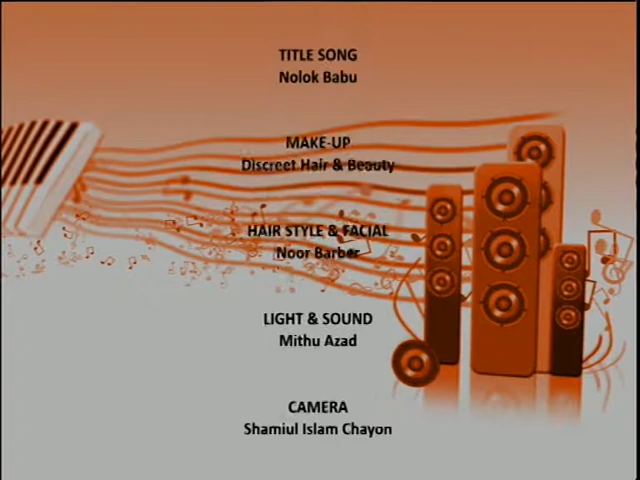 TITLE SONG
Nolok Babu
MAKE-UP
Discreet Hair & Beauty
HAIR STYLE & FACIAL
Noor Barber
LIGHT & SOUND
Mithu Azad
CAMERA
Shamiul Islam Chayon